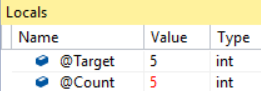 Locals
Name Value Type
@Target 5 int
@Count 5 int